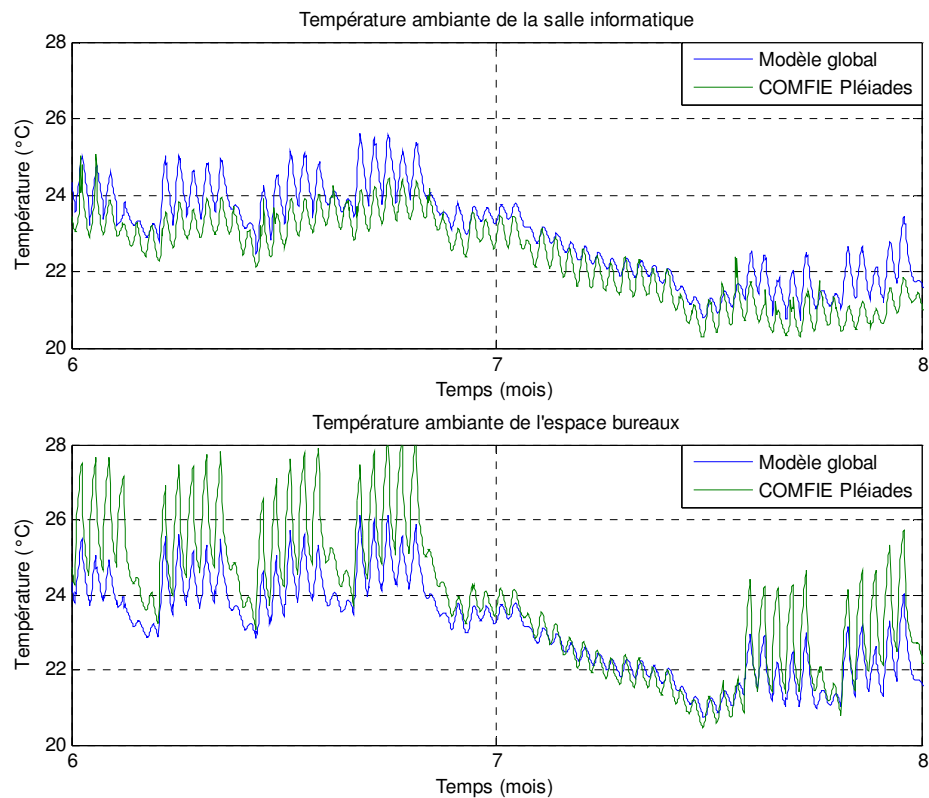 Température ambiante de la salle informatique
28
26
24
22
20
Température (°C)
Modèle global
COMFIE Pléiades
6
7
8
Temps (mois)
Température ambiante de l'espace bureaux
28
26
24
22
20
Température (°C)
Modèle global
COMFIE Pléiades
6
7
8
Temps (mois)